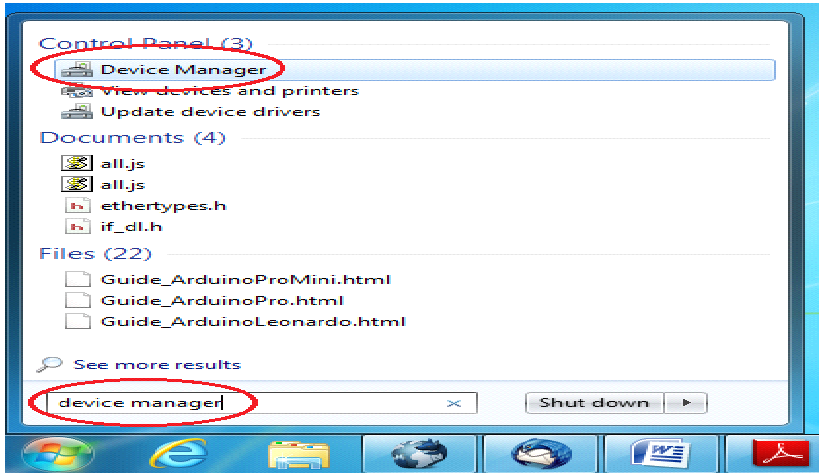 Control Panel (3)
Device Manager
View devices and printers
Update device drivers
Documents (4)
all.js
all.js
ethertypes.h
if_dl.h
Files (22)
Guide_ArduinoProMini.html
Guide_ArduinoPro.html
Guide_ArduinoLeonardo.html
See more results
device manager
Shut down